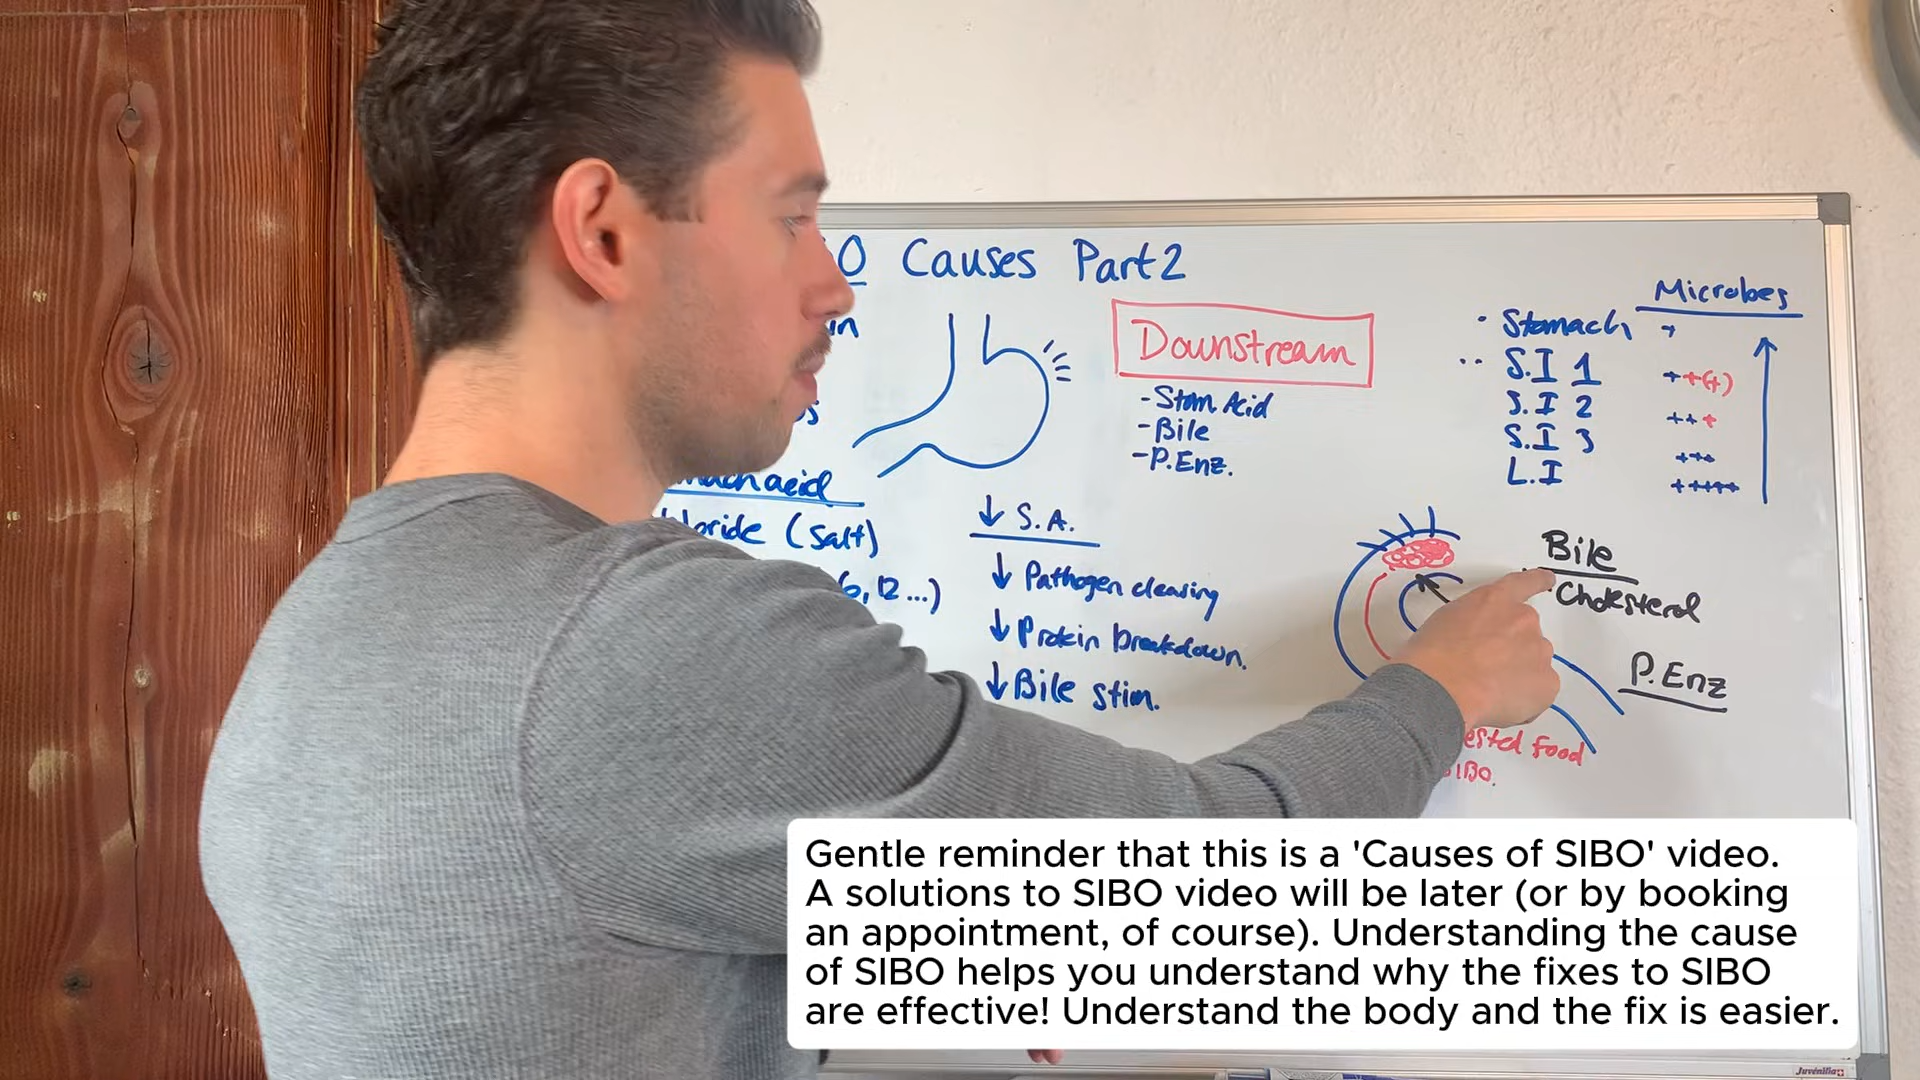 O Causes Part 2
in
Downstream
- Stom. Acid
- Bile
- P.Enz.
Microbes
· Stomach +
·· S.I 1 ++(+)
S.I 2 +++
S.I 3 +++
L.I +++++
acid
(Salt)
12...)
↓ S.A.
↓ Pathogen clearing
↓ Protein breakdown.
↓ Bile stim.
Bile
Cholesterol
P.Enz
ested food
IBO.
Gentle reminder that this is a 'Causes of SIBO' video.
A solutions to SIBO video will be later (or by booking
an appointment, of course). Understanding the cause
of SIBO helps you understand why the fixes to SIBO
are effective! Understand the body and the fix is easier.
Juvenilia